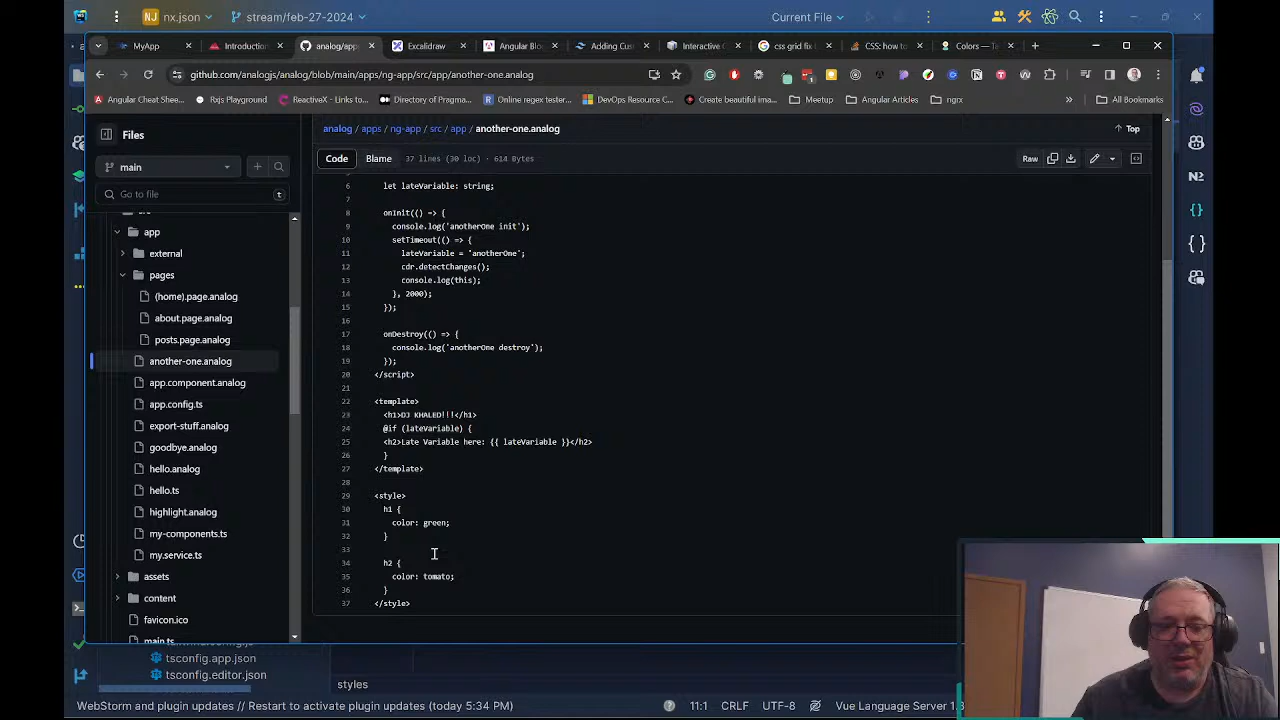 NJ nx.json
stream/feb-27-2024
Current File
MyApp
Introduction
analog/app
Excalidraw
Angular Blo
Adding Cus
Interactive
css grid fix
CSS: how to
Colors — Ta
github.com/analogjs/analog/blob/main/apps/ng-app/src/app/another-one.analog
Angular Cheat Shee...
Rxjs Playground
ReactiveX - Links to...
Directory of Pragma...
Online regex tester...
DevOps Resource C...
Create beautiful ima...
Meetup
Angular Articles
ngrx
All Bookmarks
Files
main
Go to file
t
app
external
pages
(home).page.analog
about.page.analog
posts.page.analog
another-one.analog
app.component.analog
app.config.ts
export-stuff.analog
goodbye.analog
hello.analog
hello.ts
highlight.analog
my-components.ts
my.service.ts
assets
content
favicon.ico
main.ts
analog / apps / ng-app / src / app / another-one.analog
Top
Code
Blame
37 lines (30 loc) · 614 Bytes
Raw
6 let lateVariable: string;
7
8 onInit(() => {
9 console.log('anotherOne init');
10 setTimeout(() => {
11 lateVariable = 'anotherOne';
12 cdr.detectChanges();
13 console.log(this);
14 }, 2000);
15 });
16
17 onDestroy(() => {
18 console.log('anotherOne destroy');
19 });
20 </script>
21
22 <template>
23 <h1>DJ KHALED!!!</h1>
24 @if (lateVariable) {
25 <h2>Late Variable here: {{ lateVariable }}</h2>
26 }
27 </template>
28
29 <style>
30 h1 {
31 color: green;
32 }
33
34 h2 {
35 color: tomato;
36 }
37 </style>
N2
tsconfig.app.json
tsconfig.editor.json
styles
WebStorm and plugin updates // Restart to activate plugin updates (today 5:34 PM)
11:1
CRLF
UTF-8
Vue Language Server 1.8